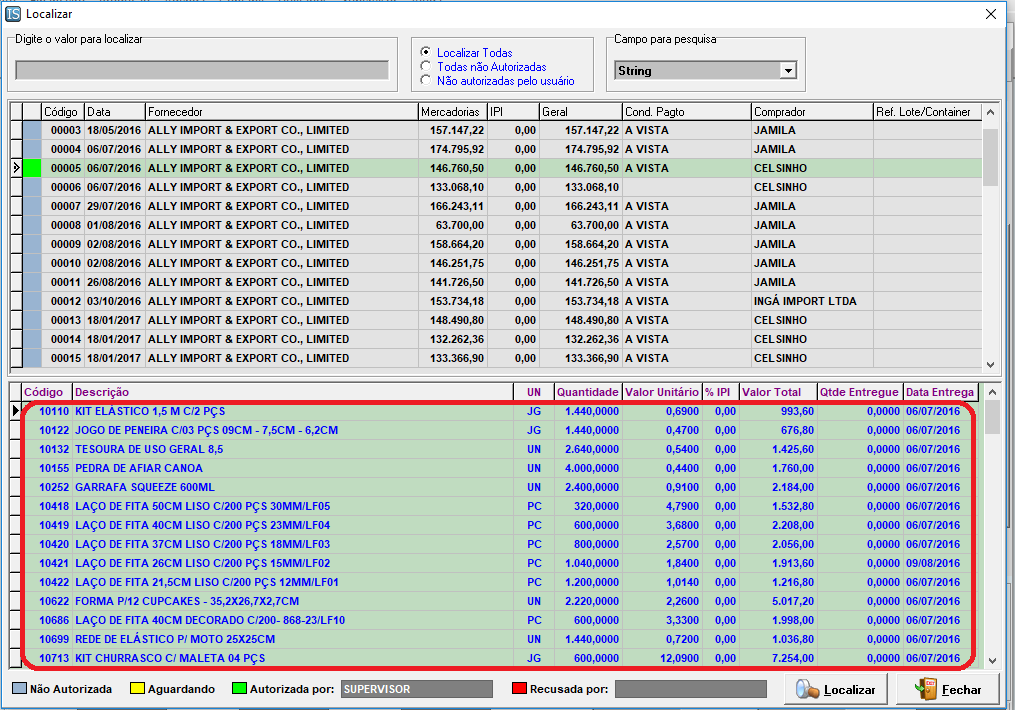 IS Localizar
Digite o valor para localizar
Localizar Todas
Todas não Autorizadas
Não autorizadas pelo usuário
Campo para pesquisa
String
Código Data Fornecedor Mercadorias IPI Geral Cond. Pagto Comprador Ref. Lote/Container
00003 18/05/2016 ALLY IMPORT & EXPORT CO., LIMITED 157.147,22 0,00 157.147,22 A VISTA JAMILA
00004 06/07/2016 ALLY IMPORT & EXPORT CO., LIMITED 174.795,92 0,00 174.795,92 A VISTA JAMILA
00005 06/07/2016 ALLY IMPORT & EXPORT CO., LIMITED 146.760,50 0,00 146.760,50 A VISTA CELSINHO
00006 06/07/2016 ALLY IMPORT & EXPORT CO., LIMITED 133.068,10 0,00 133.068,10 JAMILA
00007 29/07/2016 ALLY IMPORT & EXPORT CO., LIMITED 166.243,11 0,00 166.243,11 A VISTA JAMILA
00008 01/08/2016 ALLY IMPORT & EXPORT CO., LIMITED 63.700,00 0,00 63.700,00 A VISTA JAMILA
00009 02/08/2016 ALLY IMPORT & EXPORT CO., LIMITED 158.664,20 0,00 158.664,20 A VISTA JAMILA
00010 02/08/2016 ALLY IMPORT & EXPORT CO., LIMITED 146.251,75 0,00 146.251,75 A VISTA JAMILA
00011 26/08/2016 ALLY IMPORT & EXPORT CO., LIMITED 141.726,50 0,00 141.726,50 A VISTA JAMILA
00012 03/10/2016 ALLY IMPORT & EXPORT CO., LIMITED 153.734,18 0,00 153.734,18 A VISTA INGÁ IMPORT LTDA
00013 18/01/2017 ALLY IMPORT & EXPORT CO., LIMITED 148.490,80 0,00 148.490,80 A VISTA CELSINHO
00014 18/01/2017 ALLY IMPORT & EXPORT CO., LIMITED 132.262,36 0,00 132.262,36 A VISTA CELSINHO
00015 18/01/2017 ALLY IMPORT & EXPORT CO., LIMITED 133.366,90 0,00 133.366,90 A VISTA CELSINHO
Código Descrição UN Quantidade Valor Unitário % IPI Valor Total Qtde Entregue Data Entrega
10110 KIT ELÁSTICO 1,5 M C/2 PÇS JG 1.440,0000 0,6900 0,00 993,60 0,0000 06/07/2016
10122 JOGO DE PENEIRA C/03 PÇS 09CM - 7,5CM - 6,2CM JG 1.440,0000 0,4700 0,00 676,80 0,0000 06/07/2016
10132 TESOURA DE USO GERAL 8,5 UN 2.640,0000 0,5400 0,00 1.425,60 0,0000 06/07/2016
10155 PEDRA DE AFIAR CANOA UN 4.000,0000 0,4400 0,00 1.760,00 0,0000 06/07/2016
10252 GARRAFA SQUEEZE 600ML UN 2.400,0000 0,9100 0,00 2.184,00 0,0000 06/07/2016
10418 LAÇO DE FITA 50CM LISO C/200 PÇS 30MM/LF05 PC 320,0000 4,7900 0,00 1.532,80 0,0000 06/07/2016
10419 LAÇO DE FITA 40CM LISO C/200 PÇS 23MM/LF04 PC 600,0000 3,6800 0,00 2.208,00 0,0000 06/07/2016
10420 LAÇO DE FITA 37CM LISO C/200 PÇS 18MM/LF03 PC 800,0000 2,5700 0,00 2.056,00 0,0000 06/07/2016
10421 LAÇO DE FITA 26CM LISO C/200 PÇS 15MM/LF02 PC 1.040,0000 1,8400 0,00 1.913,60 0,0000 09/08/2016
10422 LAÇO DE FITA 21,5CM LISO C/200 PÇS 12MM/LF01 PC 1.200,0000 1,0140 0,00 1.216,80 0,0000 06/07/2016
10622 FORMA P/12 CUPCAKES - 35,2X26,7X2,7CM UN 2.220,0000 2,2600 0,00 5.017,20 0,0000 06/07/2016
10686 LAÇO DE FITA 40CM DECORADO C/200- 868-23/LF10 PC 600,0000 3,3300 0,00 1.998,00 0,0000 06/07/2016
10699 REDE DE ELÁSTICO P/ MOTO 25X25CM UN 1.440,0000 0,7200 0,00 1.036,80 0,0000 06/07/2016
10713 KIT CHURRASCO C/ MALETA 04 PÇS JG 600,0000 12,0900 0,00 7.254,00 0,0000 06/07/2016
Não Autorizada Aguardando Autorizada por: SUPERVISOR Recusada por: Localizar Fechar